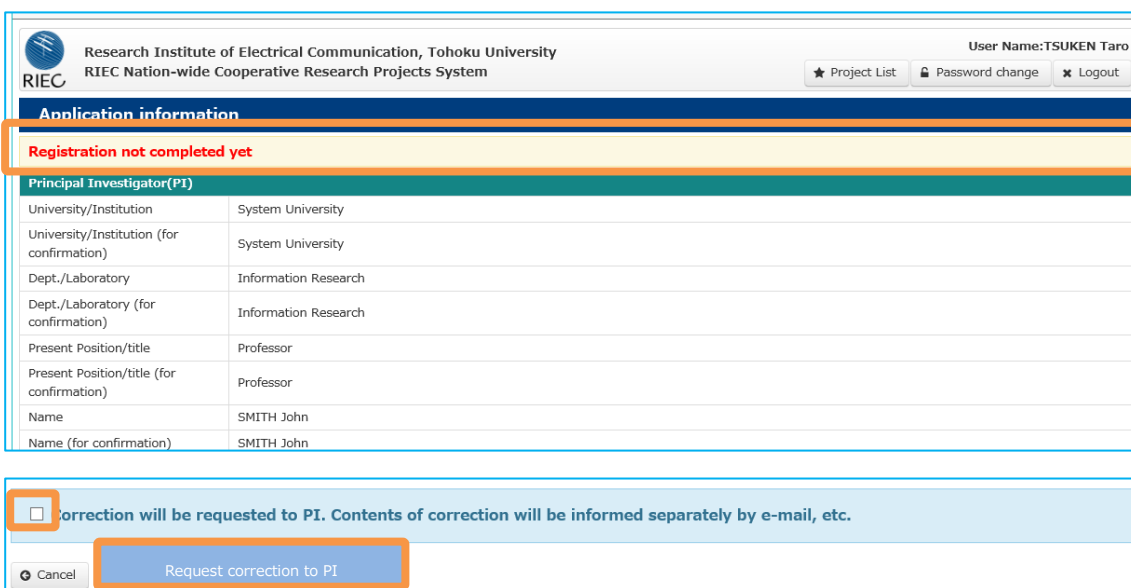 RIEC
Research Institute of Electrical Communication, Tohoku University
RIEC Nation-wide Cooperative Research Projects System
User Name:TSUKEN Taro
Project List
Password change
Logout
Application information
Registration not completed yet
Principal Investigator(PI)
University/Institution System University
University/Institution (for
confirmation) System University
Dept./Laboratory Information Research
Dept./Laboratory (for
confirmation) Information Research
Present Position/title Professor
Present Position/title (for
confirmation) Professor
Name SMITH John
Name (for confirmation) SMITH John
Correction will be requested to PI. Contents of correction will be informed separately by e-mail, etc.
Cancel
Request correction to PI